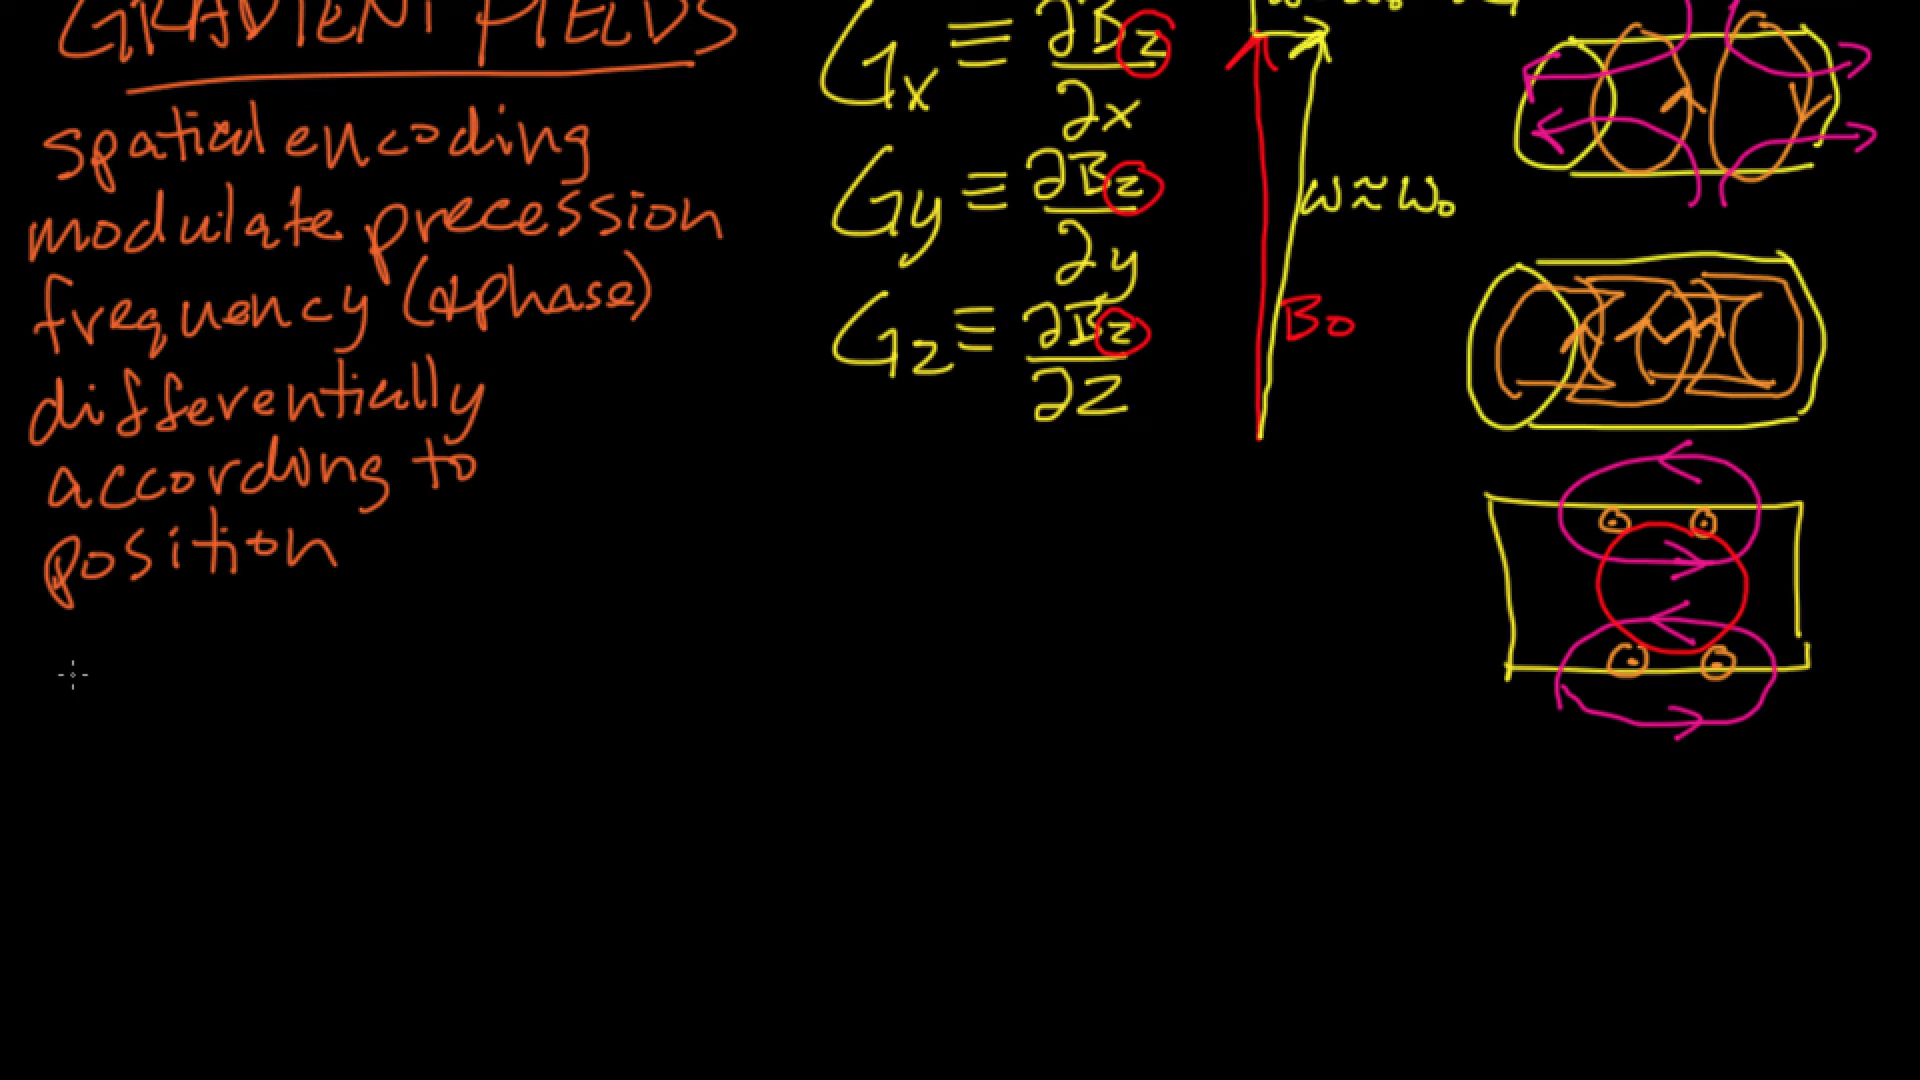 GRADIENT FIELDS
spatial encoding
modulate precession
frequency (&phase)
differentially
according to
position
Gx ≡ ∂Bz/∂x
Gy ≡ ∂Bz/∂y
Gz ≡ ∂Bz/∂z
ω≈ω₀
B₀